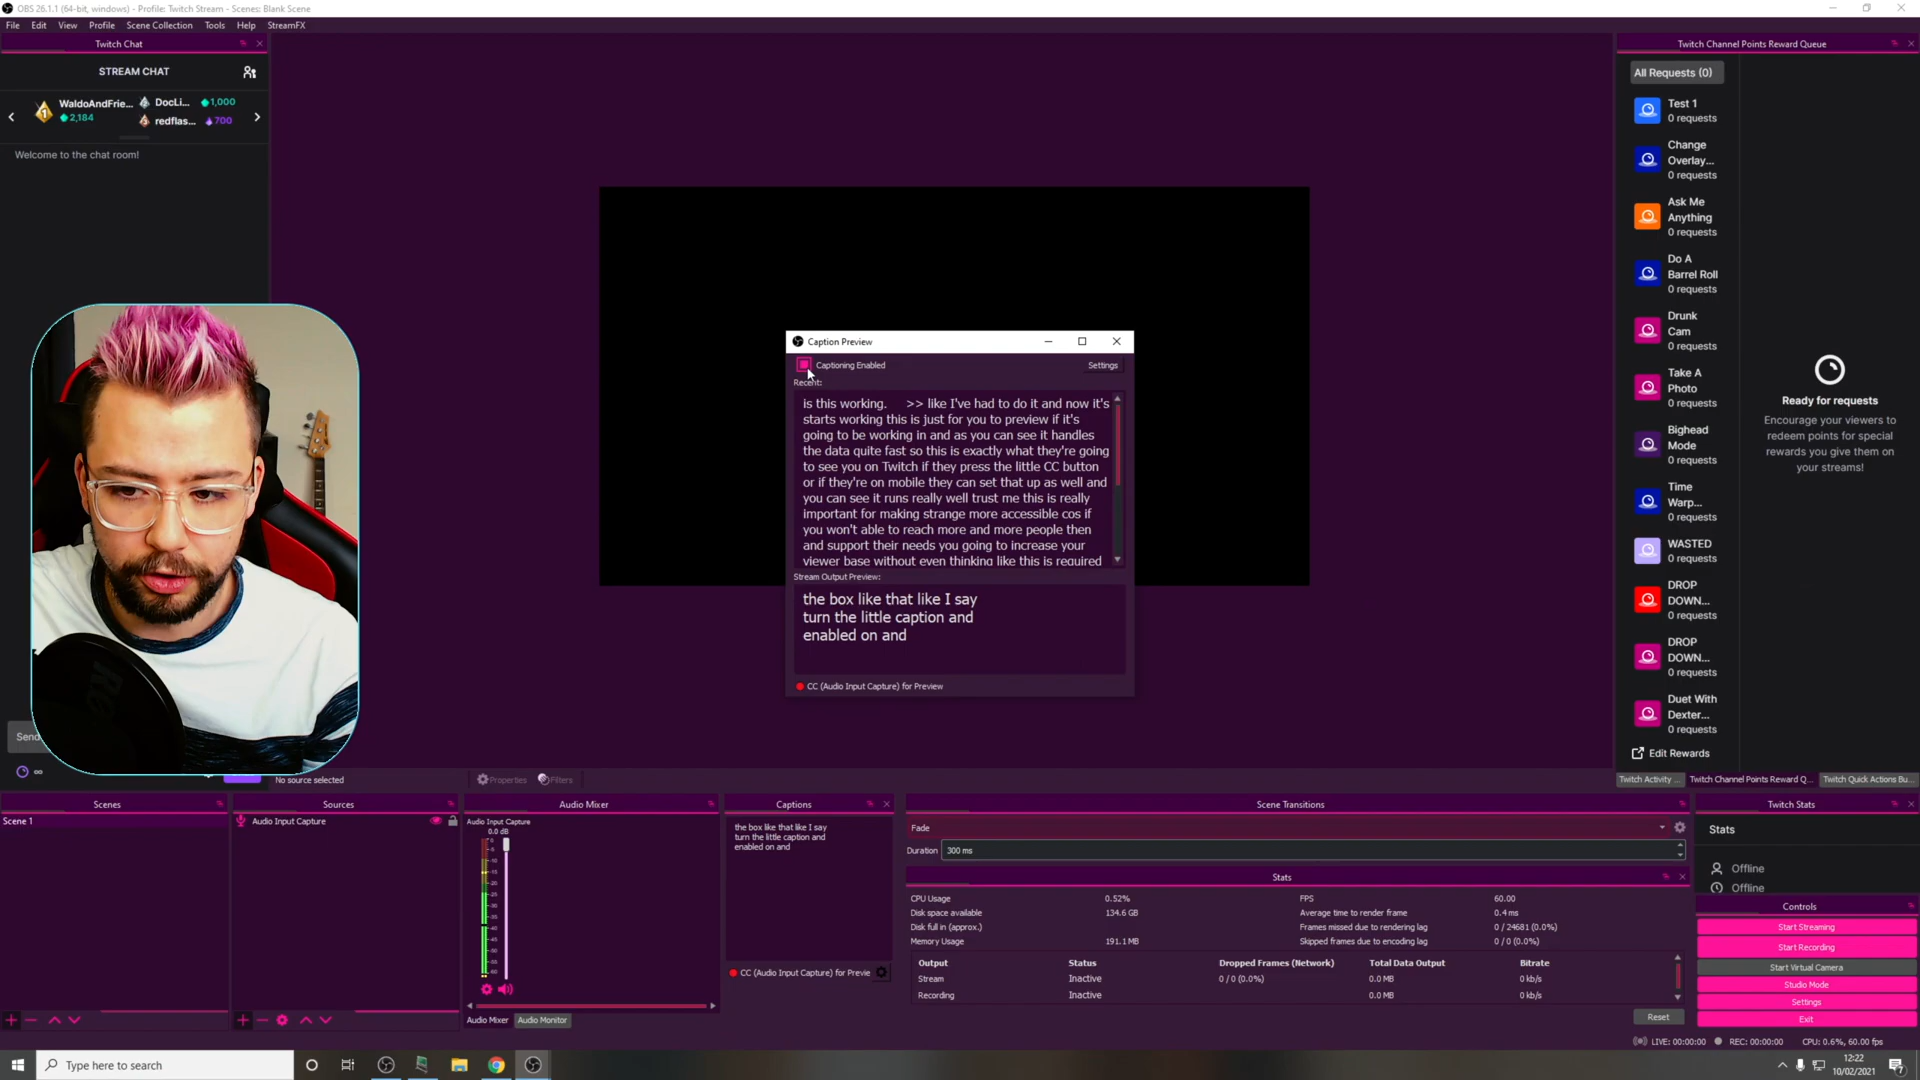 OBS 26.1.1 (64-bit, windows) - Profile: Twitch Stream - Scenes: Blank Scene
File Edit View Profile Scene Collection Tools Help StreamFX
Twitch Chat
STREAM CHAT
1 WaldoAndFrie... 2,184
2 DocLi... 1,000
3 redflas... 700
Welcome to the chat room!
Send
Twitch Channel Points Reward Queue
All Requests (0)
Test 1
0 requests
Change
Overlay...
0 requests
Ask Me
Anything
0 requests
Do A
Barrel Roll
0 requests
Drunk
Cam
0 requests
Take A
Photo
0 requests
Bighead
Mode
0 requests
Time
Warp...
0 requests
WASTED
0 requests
DROP
DOWN...
0 requests
DROP
DOWN...
0 requests
Duet With
Dexter...
0 requests
Edit Rewards
Ready for requests
Encourage your viewers to
redeem points for special
rewards you give them on
your streams!
Twitch Activity ... Twitch Channel Points Reward Q... Twitch Quick Actions Bu...
Caption Preview
Captioning Enabled Settings
Recent:
is this working. >> like I've had to do it and now it's
starts working this is just for you to preview if it's
going to be working in and as you can see it handles
the data quite fast so this is exactly what they're going
to see you on Twitch if they press the little CC button
or if they're on mobile they can set that up as well and
you can see it runs really well trust me this is really
important for making strange more accessible cos if
you won't able to reach more and more people then
and support their needs you going to increase your
viewer base without even thinking like this is required
Stream Output Preview:
the box like that like I say
turn the little caption and
enabled on and
CC (Audio Input Capture) for Preview
No source selected Properties Filters
Scenes
Scene 1
Sources
Audio Input Capture
Audio Mixer
Audio Input Capture
0.0 dB
Audio Mixer Audio Monitor
Captions
the box like that like I say
turn the little caption and
enabled on and
CC (Audio Input Capture) for Previe
Scene Transitions
Fade
Duration 300 ms
Stats
CPU Usage 0.52% FPS 60.00
Disk space available 134.6 GB Average time to render frame 0.4 ms
Disk full in (approx.) Frames missed due to rendering lag 0 / 24681 (0.0%)
Memory Usage 191.1 MB Skipped frames due to encoding lag 0 / 0 (0.0%)
Output Status Dropped Frames (Network) Total Data Output Bitrate
Stream Inactive 0 / 0 (0.0%) 0.0 MB 0 kb/s
Recording Inactive 0.0 MB 0 kb/s
Reset
Twitch Stats
Stats
Offline
Offline
Controls
Start Streaming
Start Recording
Start Virtual Camera
Studio Mode
Settings
Exit
LIVE: 00:00:00 REC: 00:00:00 CPU: 0.6%, 60.00 fps
Type here to search
12:22
10/02/2021